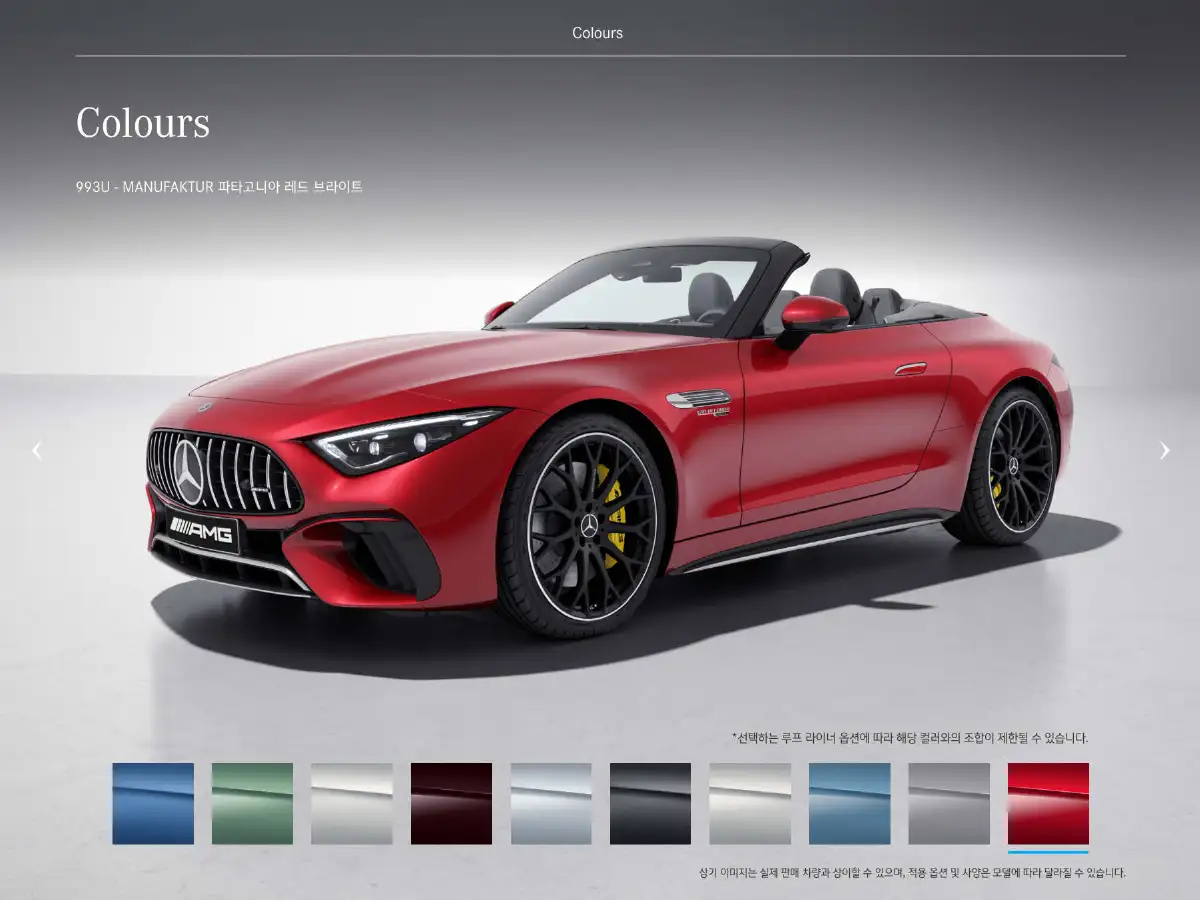 Colours
Colours
993U - MANUFAKTUR 파타고니아 레드 브라이트
AMG
*선택하는 루프 라이너 옵션에 따라 해당 컬러와의 조합이 제한될 수 있습니다.
상기 이미지는 실제 판매 차량과 상이할 수 있으며, 적용 옵션 및 사양은 모델에 따라 달라질 수 있습니다.